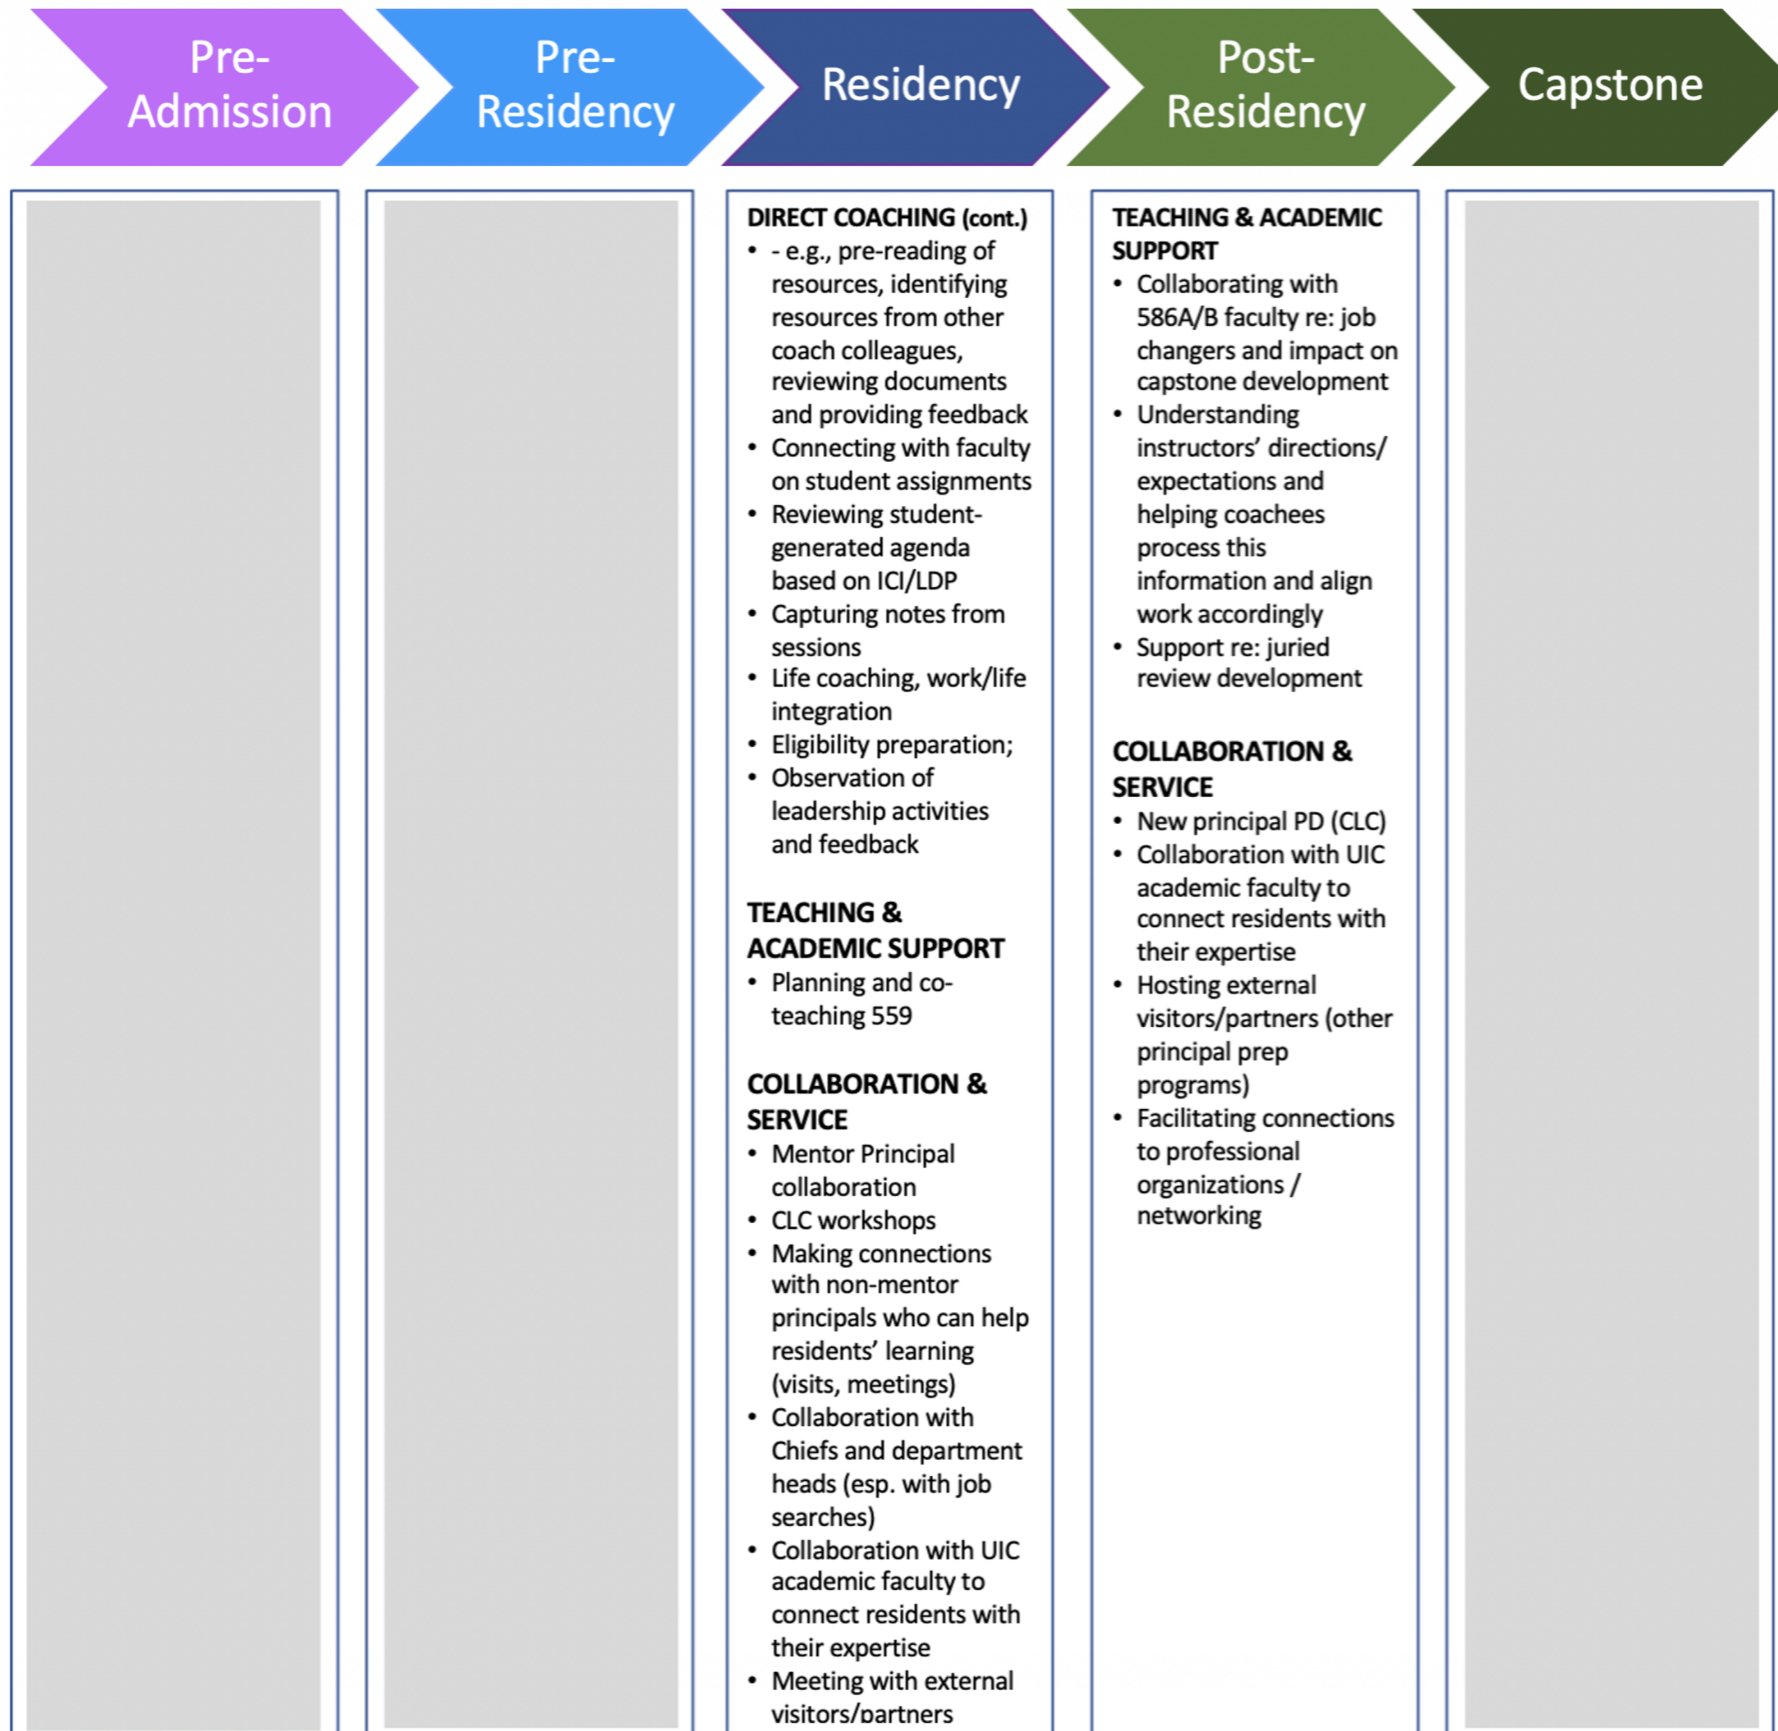 Pre-
Admission
Pre-
Residency
Residency
Post-
Residency
Capstone
DIRECT COACHING (cont.)
• - e.g., pre-reading of
resources, identifying
resources from other
coach colleagues,
reviewing documents
and providing feedback
• Connecting with faculty
on student assignments
• Reviewing student-
generated agenda
based on ICI/LDP
• Capturing notes from
sessions
• Life coaching, work/life
integration
• Eligibility preparation;
• Observation of
leadership activities
and feedback
TEACHING &
ACADEMIC SUPPORT
• Planning and co-
teaching 559
COLLABORATION &
SERVICE
• Mentor Principal
collaboration
• CLC workshops
• Making connections
with non-mentor
principals who can help
residents’ learning
(visits, meetings)
• Collaboration with
Chiefs and department
heads (esp. with job
searches)
• Collaboration with UIC
academic faculty to
connect residents with
their expertise
• Meeting with external
visitors/partners
TEACHING & ACADEMIC
SUPPORT
• Collaborating with
586A/B faculty re: job
changers and impact on
capstone development
• Understanding
instructors’ directions/
expectations and
helping coachees
process this
information and align
work accordingly
• Support re: juried
review development
COLLABORATION &
SERVICE
• New principal PD (CLC)
• Collaboration with UIC
academic faculty to
connect residents with
their expertise
• Hosting external
visitors/partners (other
principal prep
programs)
• Facilitating connections
to professional
organizations /
networking